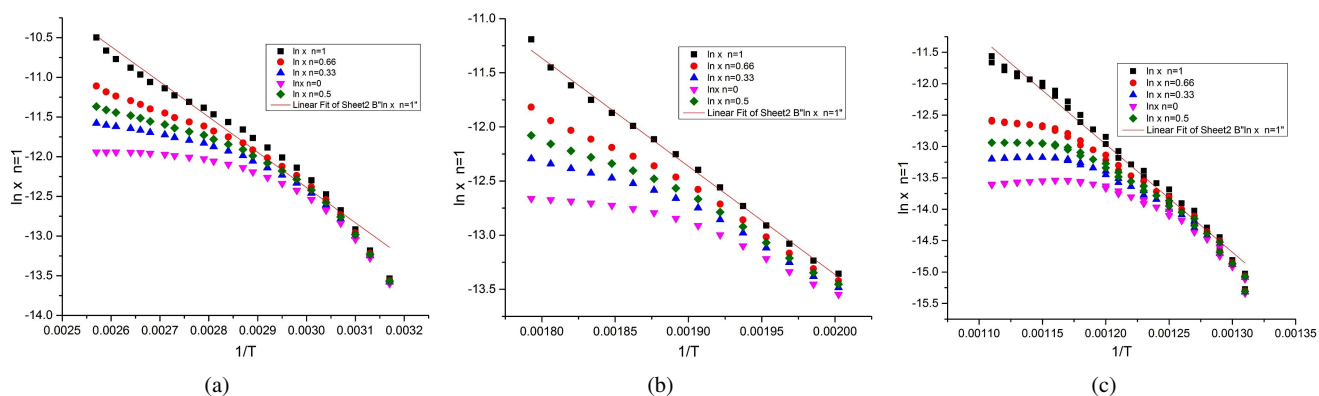 -10.5
-11.0
-11.5
-12.0
-12.5
-13.0
-13.5
0.0025
0.0026
0.0027
0.0028
0.0029
0.0030
0.0031
0.0032
ln x n=1
1/T
ln x n=1
ln x n=0.66
ln x n=0.33
lnx n=0
ln x n=0.5
Linear Fit of Sheet2 B"ln x n=1"
(a)
-11.0
-11.5
-12.0
-12.5
-13.0
-13.5
0.00180
0.00185
0.00190
0.00195
0.00200
ln x n=1
1/T
ln x n=1
ln x n=0.66
ln x n=0.33
lnx n=0
ln x n=0.5
Linear Fit of Sheet2 B"ln x n=1"
(b)
-11.5
-12.0
-12.5
-13.0
-13.5
-14.0
-14.5
-15.0
-15.5
0.00110
0.00115
0.00120
0.00125
0.00130
0.00135
ln x n=1
1/T
ln x n=1
ln x n=0.66
ln x n=0.33
lnx n=0
ln x n=0.5
Linear Fit of Sheet2 B"ln x n=1"
(c)